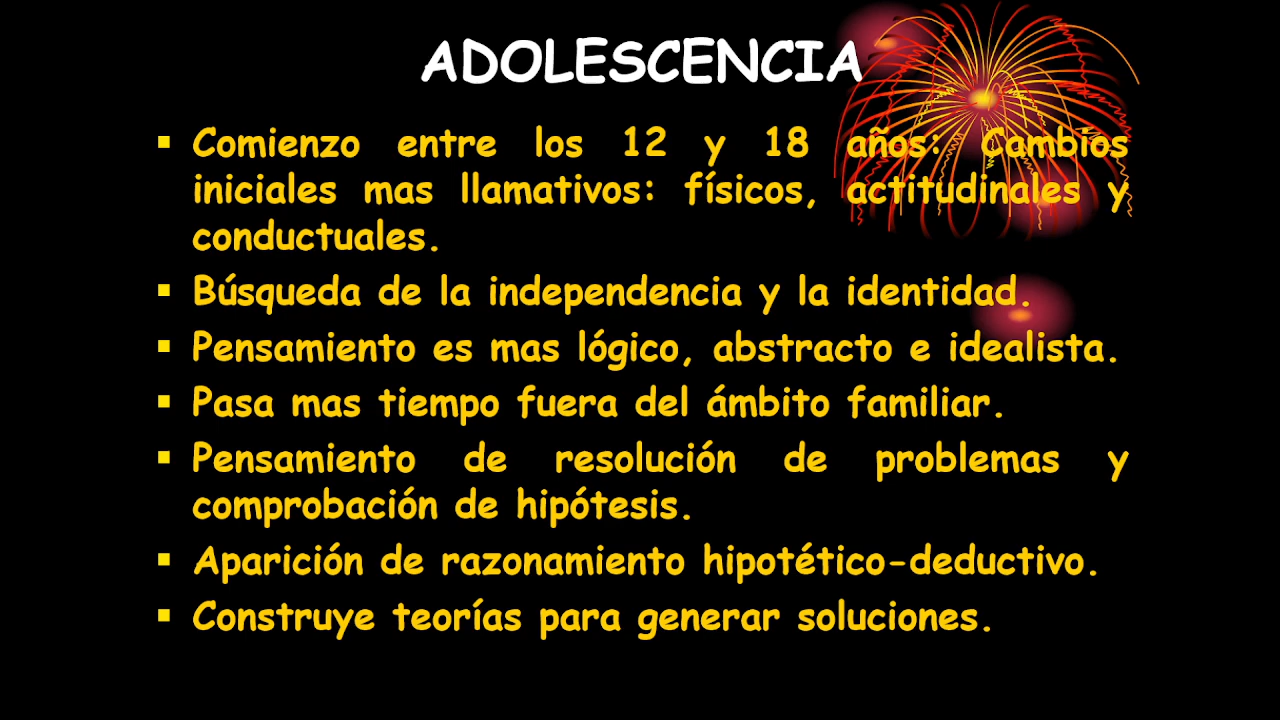 ADOLESCENCIA
▪ Comienzo entre los 12 y 18 años: Cambios
iniciales mas llamativos: físicos, actitudinales y
conductuales.
▪ Búsqueda de la independencia y la identidad.
▪ Pensamiento es mas lógico, abstracto e idealista.
▪ Pasa mas tiempo fuera del ámbito familiar.
▪ Pensamiento de resolución de problemas y
comprobación de hipótesis.
▪ Aparición de razonamiento hipotético-deductivo.
▪ Construye teorías para generar soluciones.